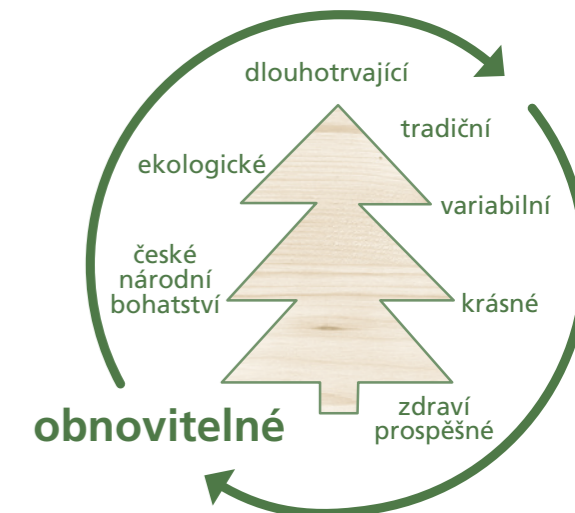 dlouhotrvající
tradiční
ekologické
variabilní
české
národní
bohatství
krásné
zdraví
prospěšné
obnovitelné